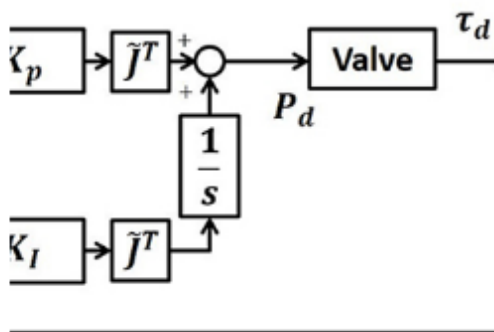 τ_d
K_p J̃^T + Valve
+ P_d
1/s
K_I J̃^T